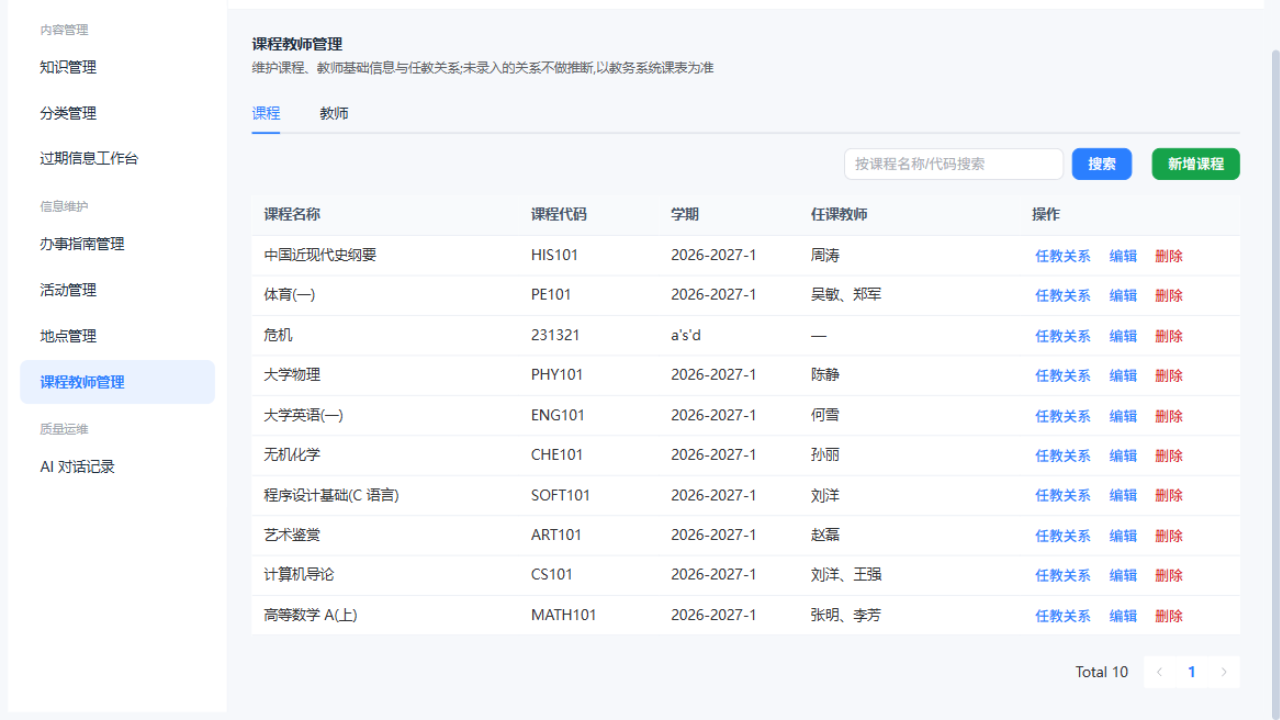 内容管理
知识管理
分类管理
过期信息工作台
信息维护
办事指南管理
活动管理
地点管理
课程教师管理
质量运维
AI 对话记录
课程教师管理
维护课程、教师基础信息与任教关系;未录入的关系不做推断,以教务系统课表为准
课程 教师
按课程名称/代码搜索 搜索 新增课程
课程名称 课程代码 学期 任课教师 操作
中国近现代史纲要 HIS101 2026-2027-1 周涛 任教关系 编辑 删除
体育(一) PE101 2026-2027-1 吴敏、郑军 任教关系 编辑 删除
危机 231321 a's'd — 任教关系 编辑 删除
大学物理 PHY101 2026-2027-1 陈静 任教关系 编辑 删除
大学英语(一) ENG101 2026-2027-1 何雪 任教关系 编辑 删除
无机化学 CHE101 2026-2027-1 孙丽 任教关系 编辑 删除
程序设计基础(C 语言) SOFT101 2026-2027-1 刘洋 任教关系 编辑 删除
艺术鉴赏 ART101 2026-2027-1 赵磊 任教关系 编辑 删除
计算机导论 CS101 2026-2027-1 刘洋、王强 任教关系 编辑 删除
高等数学 A(上) MATH101 2026-2027-1 张明、李芳 任教关系 编辑 删除
Total 10 < 1 >